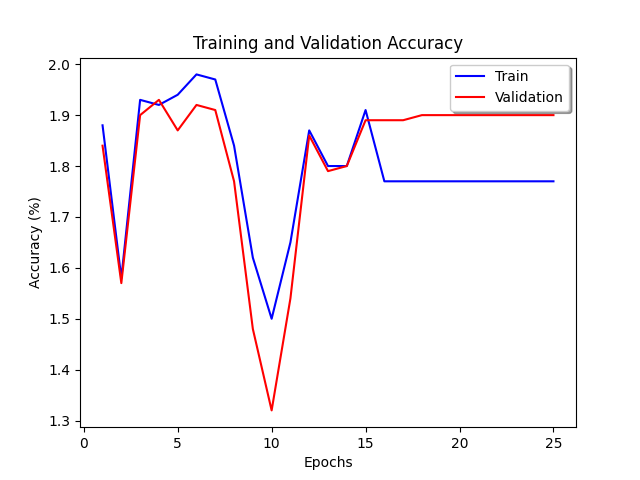 Training and Validation Accuracy
Train
Validation
Accuracy (%)
2.0
1.9
1.8
1.7
1.6
1.5
1.4
1.3
0
5
10
15
20
25
Epochs